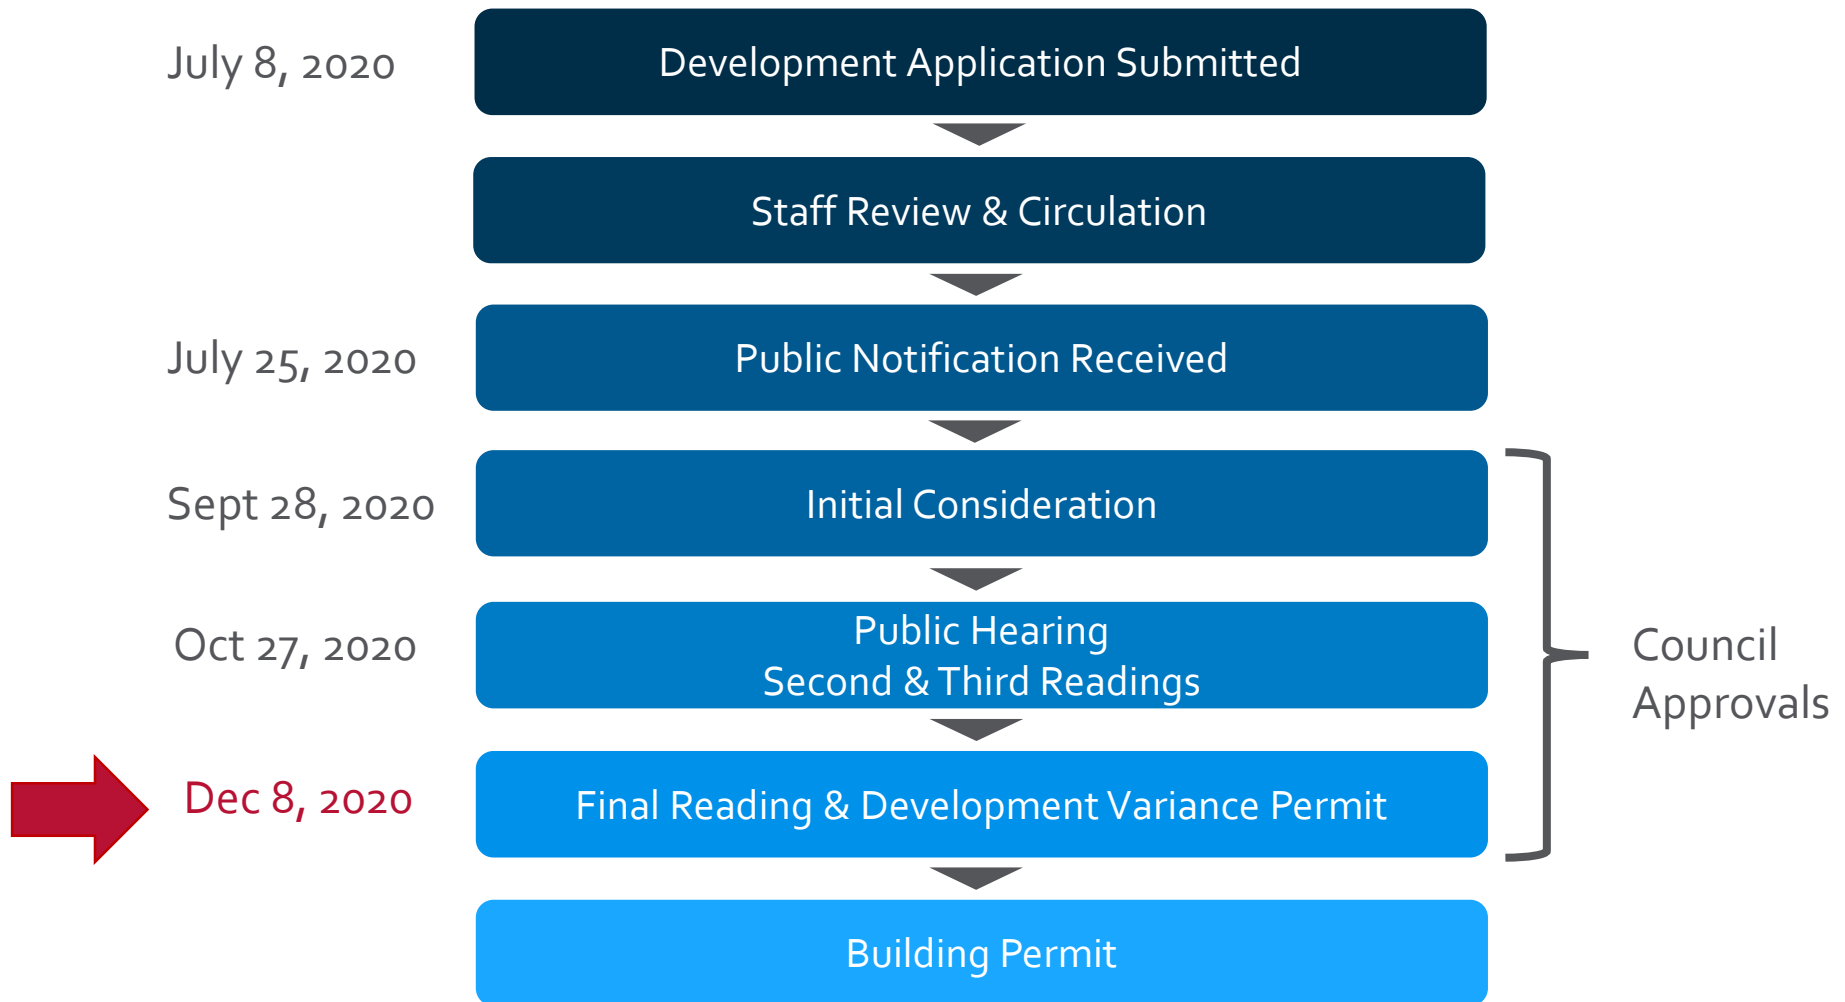 July 8, 2020
Development Application Submitted
Staff Review & Circulation
July 25, 2020
Public Notification Received
Sept 28, 2020
Initial Consideration
Oct 27, 2020
Public Hearing
Second & Third Readings
Council
Approvals
Dec 8, 2020
Final Reading & Development Variance Permit
Building Permit